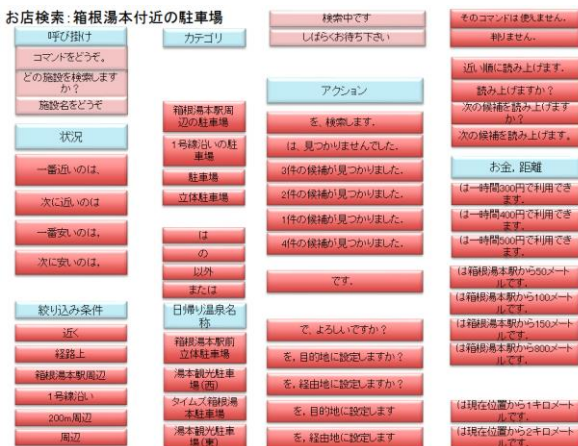 お店検索:箱根湯本付近の駐車場
呼び掛け
コマンドをどうぞ。
どの施設を検索します
か?
施設名をどうぞ
状況
一番近いのは、
次に近いのは
一番安いのは,
次に安いのは,
絞り込み条件
近く
経路上
箱根湯本駅周辺
1号線沿い
200m周辺
周辺
カテゴリ
箱根湯本駅周
辺の駐車場
1号線沿いの駐
車場
駐車場
立体駐車場
は
の
以外
または
日帰り温泉名
称
箱根湯本駅前
立体駐車場
湯本観光駐車
場(西)
タイムズ箱根湯
本駐車場
湯本観光駐車
場(東)
検索中です
しばらくお待ち下さい
アクション
を、検索します.
は、見つかりませんでした.
3件の候補が見つかりました.
2件の候補が見つかりました.
1件の候補が見つかりました.
4件の候補が見つかりました.
です.
で、よろしいですか?
を,目的地に設定しますか?
を,経由地に設定しますか?
を,目的地に設定します
を,経由地に設定します
そのコマンドは使えません.
判りません.
近い順に読み上げます.
読み上げますか?
次の候補を読み上げます
か?
次の候補を読み上げます。
お金,距離
は一時間300円で利用でき
ます.
は一時間400円で利用でき
ます.
は一時間500円で利用でき
ます.
は箱根湯本駅から50メート
ルです.
は箱根湯本駅から100メート
ルです.
は箱根湯本駅から150メート
ルです.
は箱根湯本駅から800メート
ルです.
は現在位置から1キロメート
ルです.
は現在位置から2キロメート
ルです.